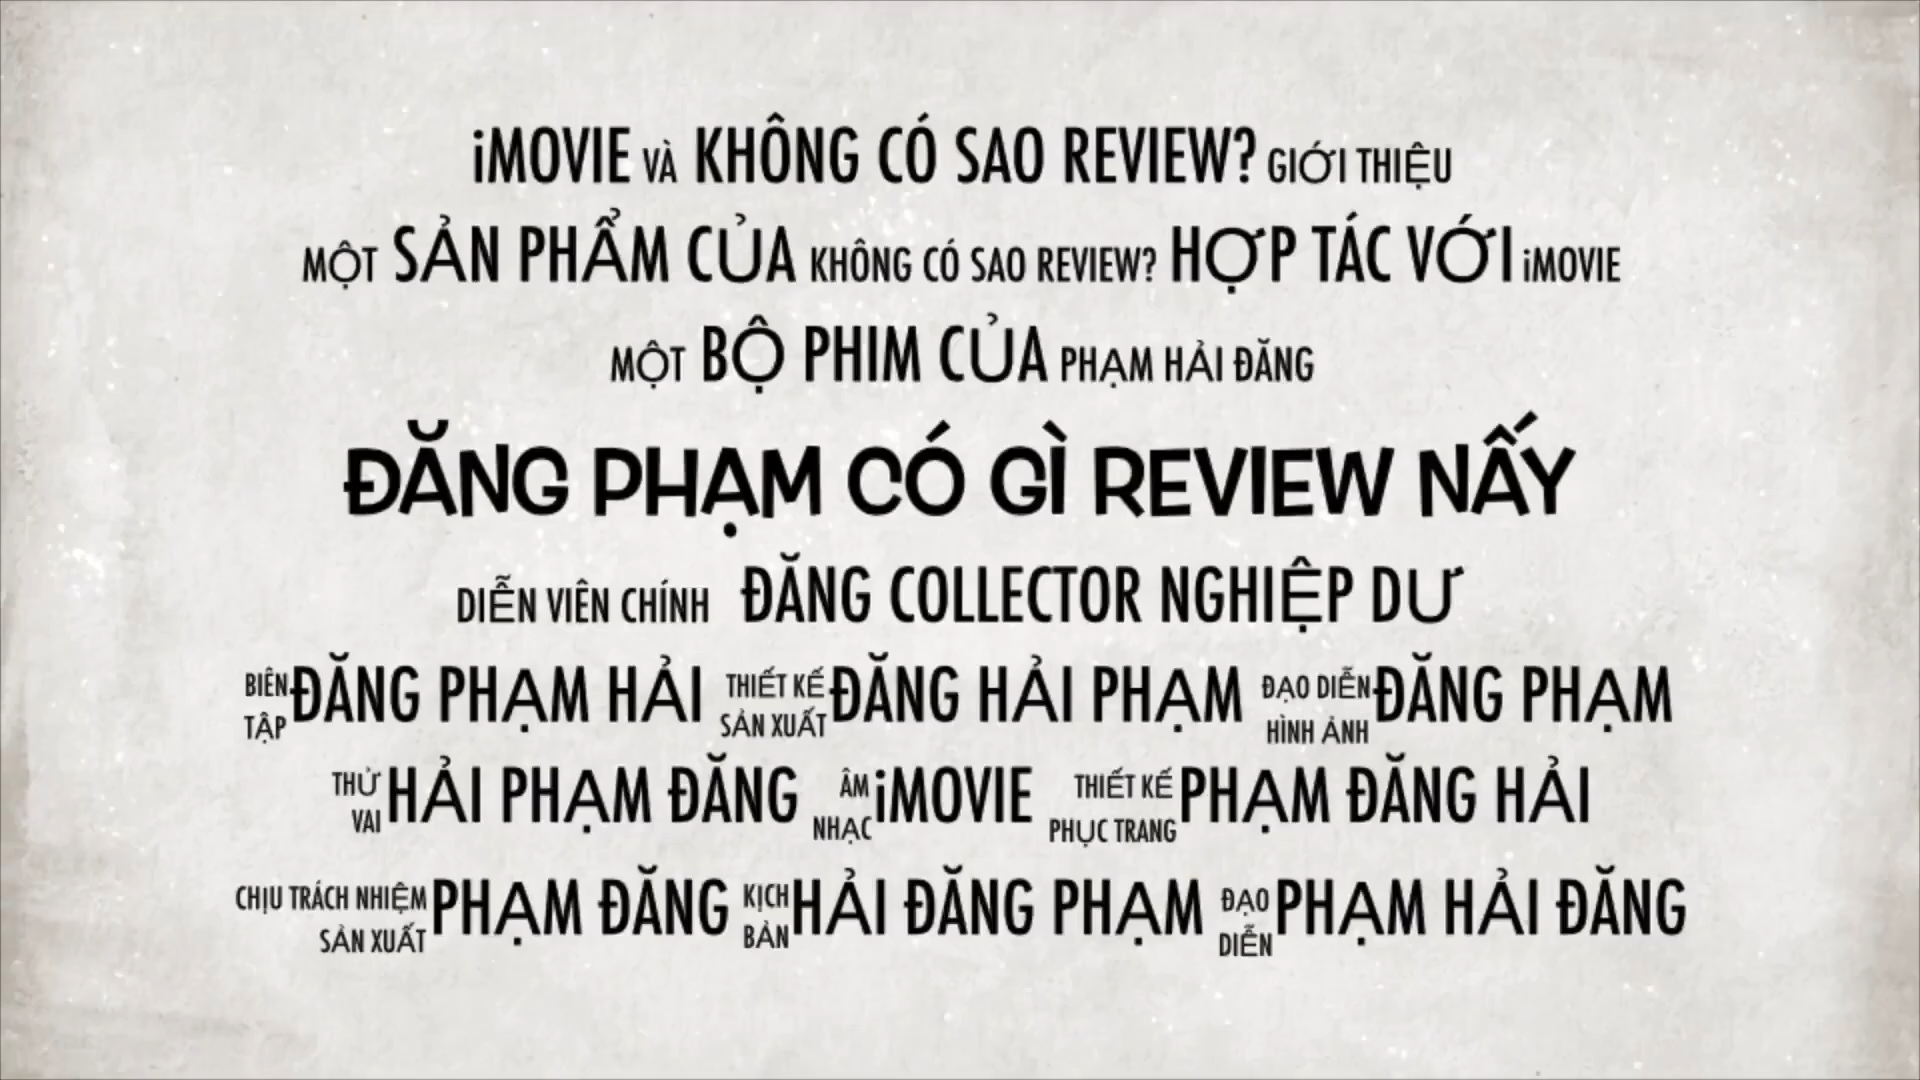 iMOVIE VÀ KHÔNG CÓ SAO REVIEW? GIỚI THIỆU
MỘT SẢN PHẨM CỦA KHÔNG CÓ SAO REVIEW? HỢP TÁC VỚI iMOVIE
MỘT BỘ PHIM CỦA PHẠM HẢI ĐĂNG
ĐĂNG PHẠM CÓ GÌ REVIEW NẤY
DIỄN VIÊN CHÍNH ĐĂNG COLLECTOR NGHIỆP DƯ
BIÊN TẬP ĐĂNG PHẠM HẢI THIẾT KẾ SẢN XUẤT ĐĂNG HẢI PHẠM ĐẠO DIỄN HÌNH ẢNH ĐĂNG PHẠM
THỬ VAI HẢI PHẠM ĐĂNG ÂM NHẠC iMOVIE THIẾT KẾ PHỤC TRANG PHẠM ĐĂNG HẢI
CHỊU TRÁCH NHIỆM SẢN XUẤT PHẠM ĐĂNG KỊCH BẢN HẢI ĐĂNG PHẠM ĐẠO DIỄN PHẠM HẢI ĐĂNG